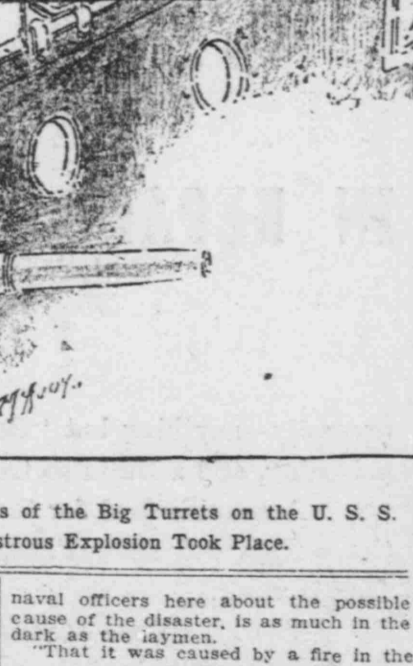 s of the Big Turrets on the U. S. S.
strous Explosion Took Place.
naval officers here about the possible
cause of the disaster, is as much in the
dark as the laymen.
"That it was caused by a fire in the